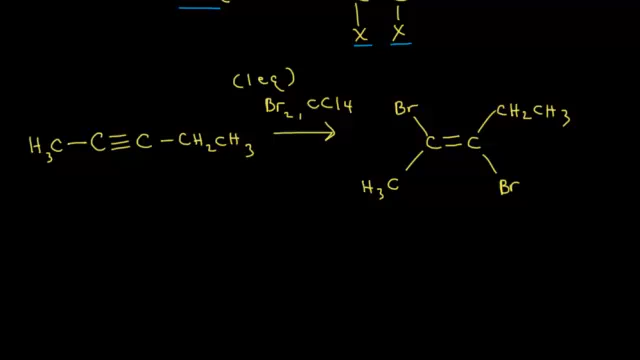 X X
(1eq)
Br2, CCl4
H3C-C≡C-CH2CH3
Br CH2CH3
C=C
H3C Br